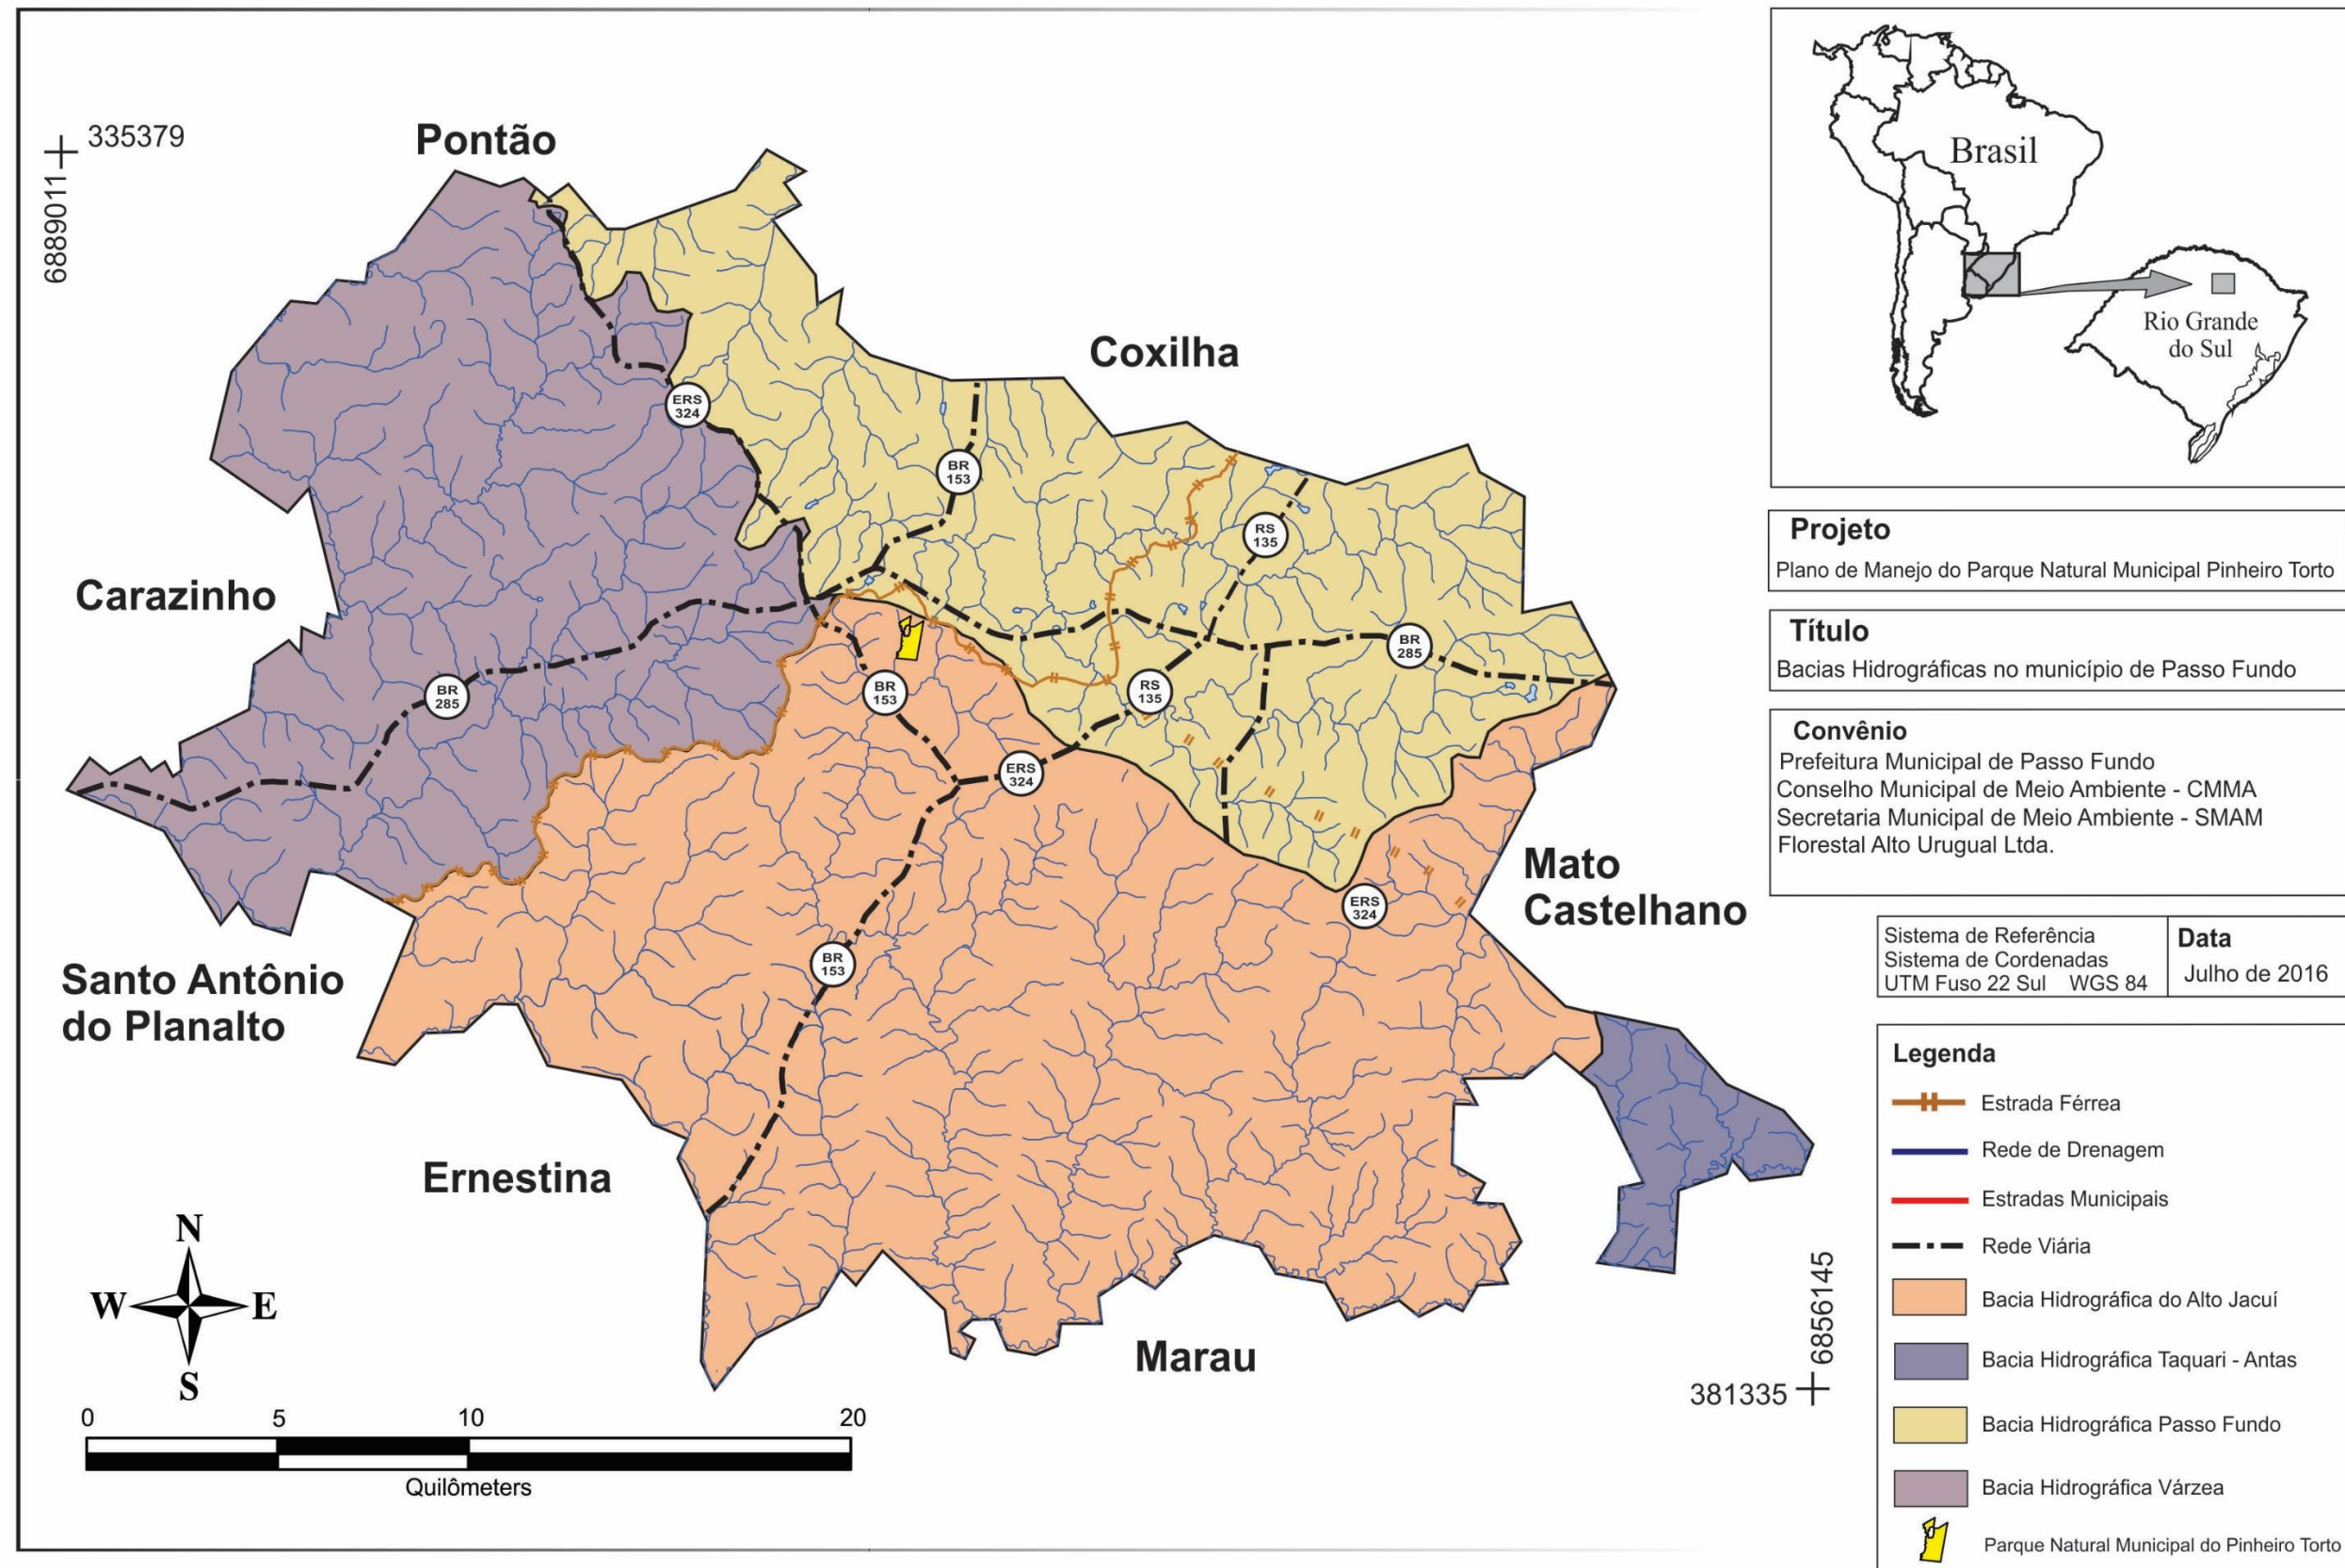 335379
6889011
Pontão
Coxilha
Carazinho
Santo Antônio
do Planalto
Ernestina
Marau
Mato
Castelhano
ERS
324
BR
153
RS
135
BR
285
BR
285
BR
153
RS
135
ERS
324
ERS
324
BR
153
N
W
E
S
0 5 10 20
Quilômeters
6856145
381335
Brasil
Rio Grande
do Sul
Projeto
Plano de Manejo do Parque Natural Municipal Pinheiro Torto
Título
Bacias Hidrográficas no município de Passo Fundo
Convênio
Prefeitura Municipal de Passo Fundo
Conselho Municipal de Meio Ambiente - CMMA
Secretaria Municipal de Meio Ambiente - SMAM
Florestal Alto Urugual Ltda.
Sistema de Referência
Sistema de Cordenadas
UTM Fuso 22 Sul WGS 84
Data
Julho de 2016
Legenda
Estrada Férrea
Rede de Drenagem
Estradas Municipais
Rede Viária
Bacia Hidrográfica do Alto Jacuí
Bacia Hidrográfica Taquari - Antas
Bacia Hidrográfica Passo Fundo
Bacia Hidrográfica Várzea
Parque Natural Municipal do Pinheiro Torto